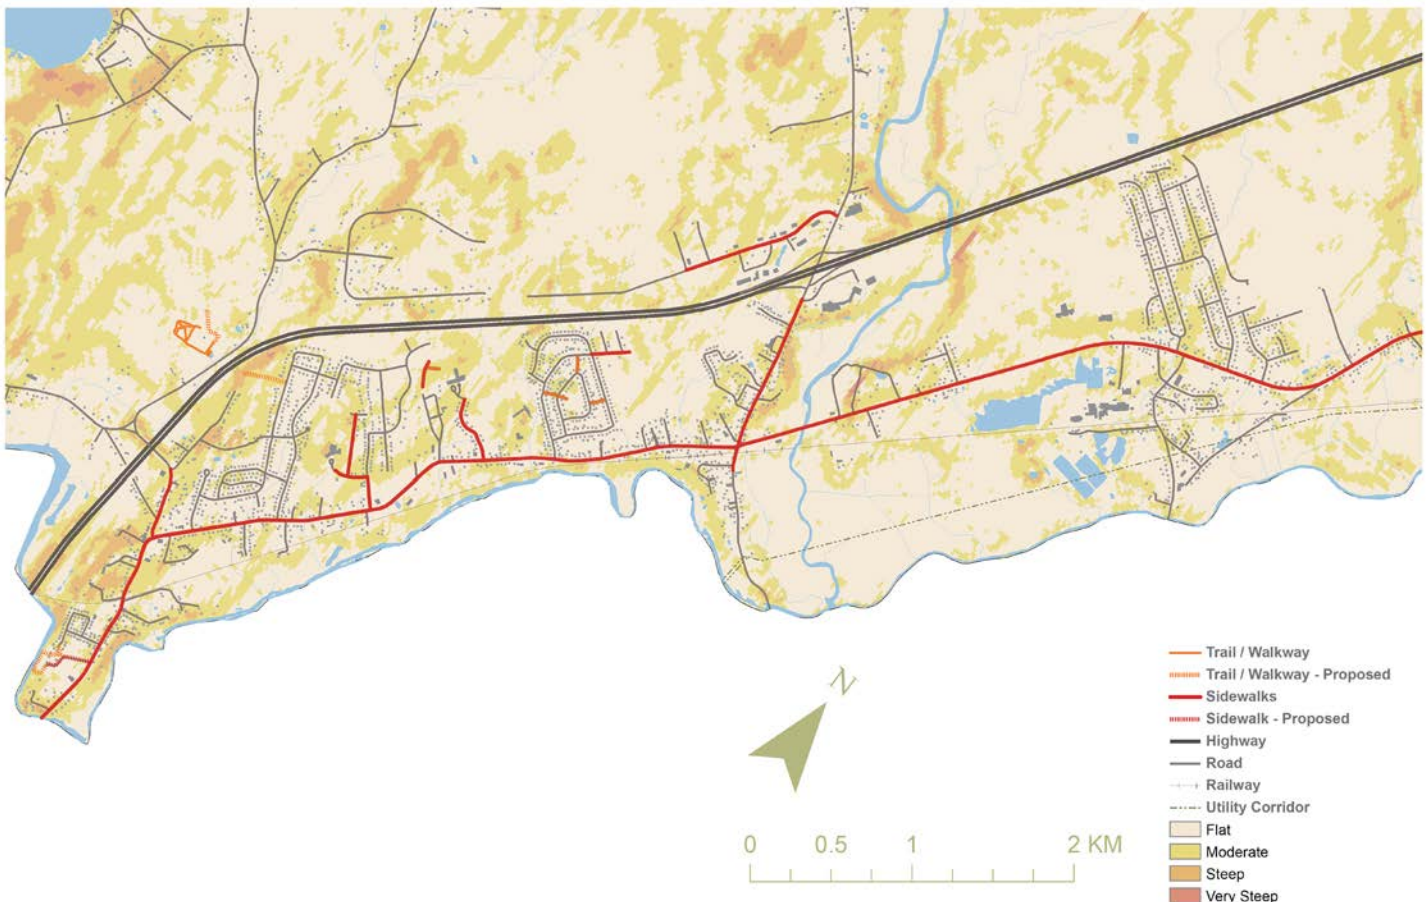 Trail / Walkway
Trail / Walkway - Proposed
Sidewalks
Sidewalk - Proposed
Highway
Road
Railway
Utility Corridor
Flat
Moderate
Steep
Very Steep
N
0 0.5 1 2 KM